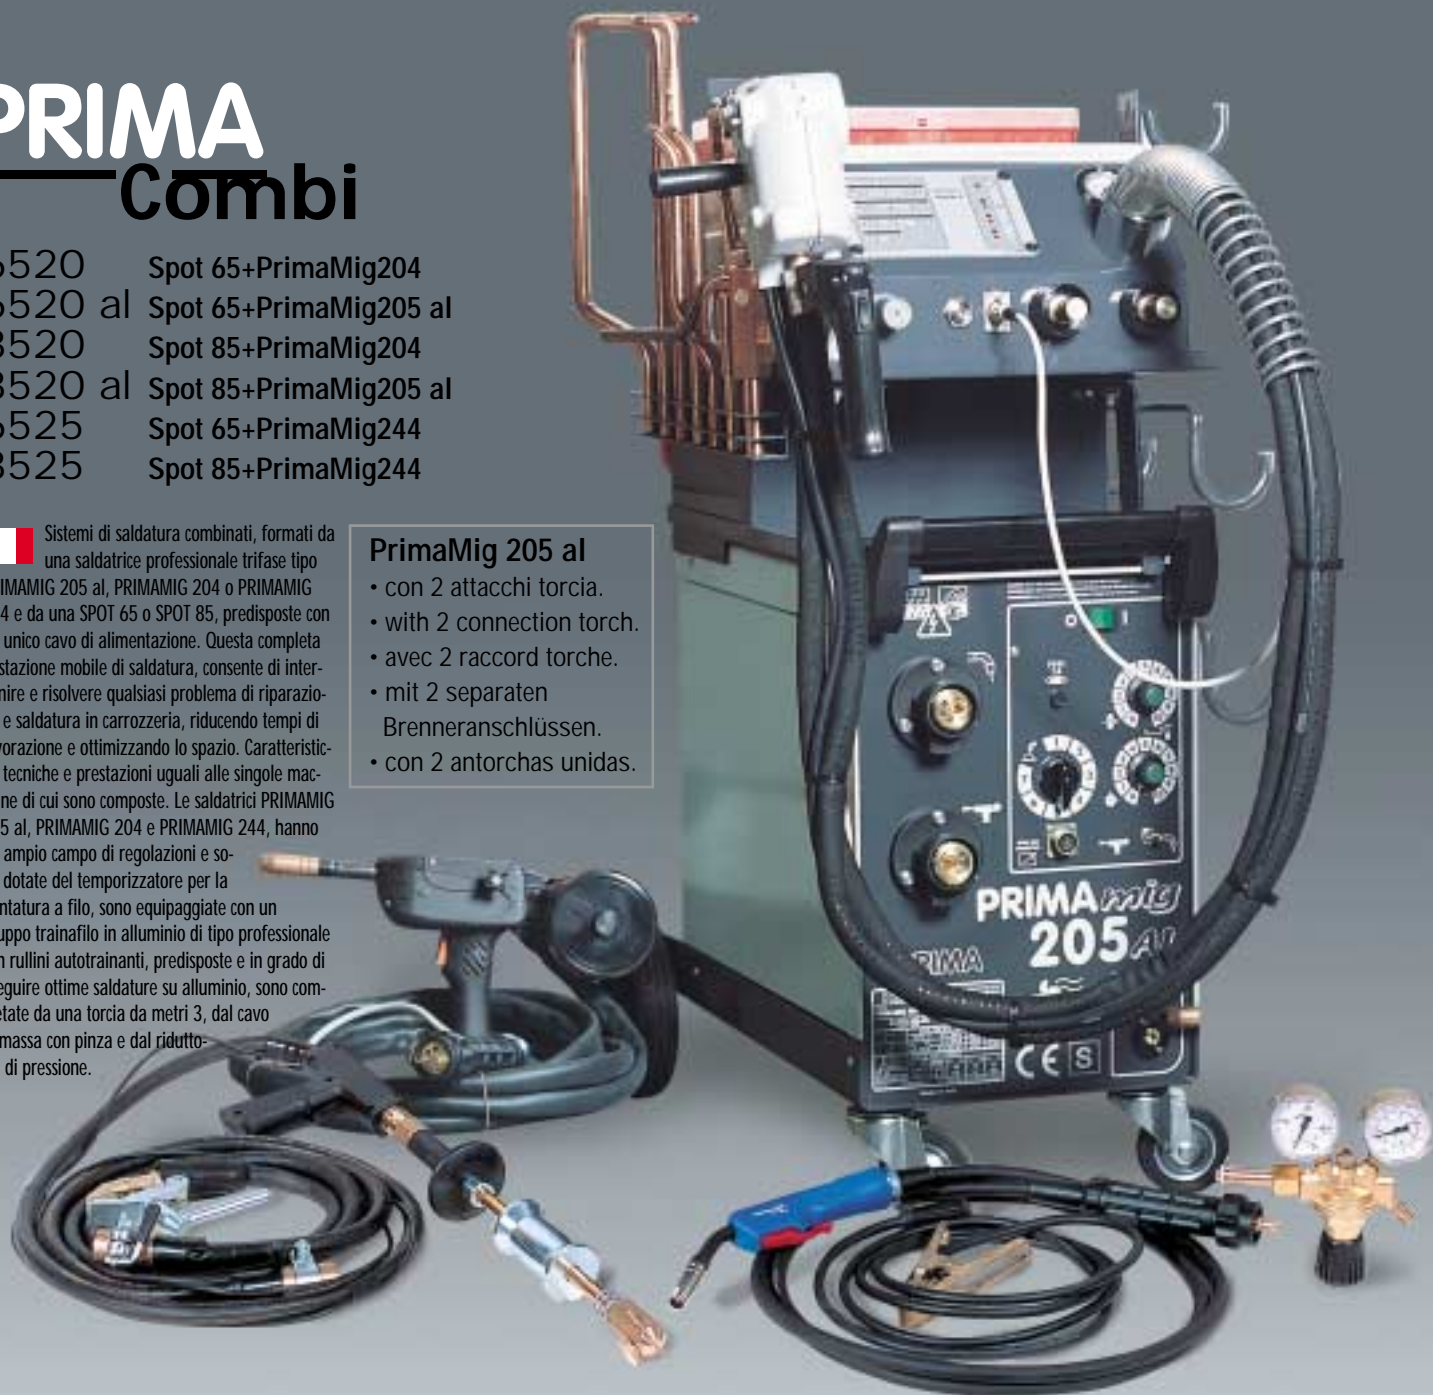 PRIMA
Combi
6520 Spot 65+PrimaMig204
6520 al Spot 65+PrimaMig205 al
8520 Spot 85+PrimaMig204
8520 al Spot 85+PrimaMig205 al
6525 Spot 65+PrimaMig244
8525 Spot 85+PrimaMig244
Sistemi di saldatura combinati, formati da
una saldatrice professionale trifase tipo
IMAMIG 205 al, PRIMAMIG 204 o PRIMAMIG
4 e da una SPOT 65 o SPOT 85, predisposte con
unico cavo di alimentazione. Questa completa
stazione mobile di saldatura, consente di inter-
nire e risolvere qualsiasi problema di riparazio-
e saldatura in carrozzeria, riducendo tempi di
vorazione e ottimizzando lo spazio. Caratteristic-
tecniche e prestazioni uguali alle singole mac-
ne di cui sono composte. Le saldatrici PRIMAMIG
5 al, PRIMAMIG 204 e PRIMAMIG 244, hanno
ampio campo di regolazioni e so-
dotate del temporizzatore per la
ntatura a filo, sono equipaggiate con un
uppo trainafilo in alluminio di tipo professionale
n rullini autotrainanti, predisposte e in grado di
eguire ottime saldature su alluminio, sono com-
etate da una torcia da metri 3, dal cavo
massa con pinza e dal ridutto-
di pressione.
PrimaMig 205 al
• con 2 attacchi torcia.
• with 2 connection torch.
• avec 2 raccord torche.
• mit 2 separaten
Brenneranschlüssen.
• con 2 antorchas unidas.
PRIMA mig
205 AL
PRIMA
CE S